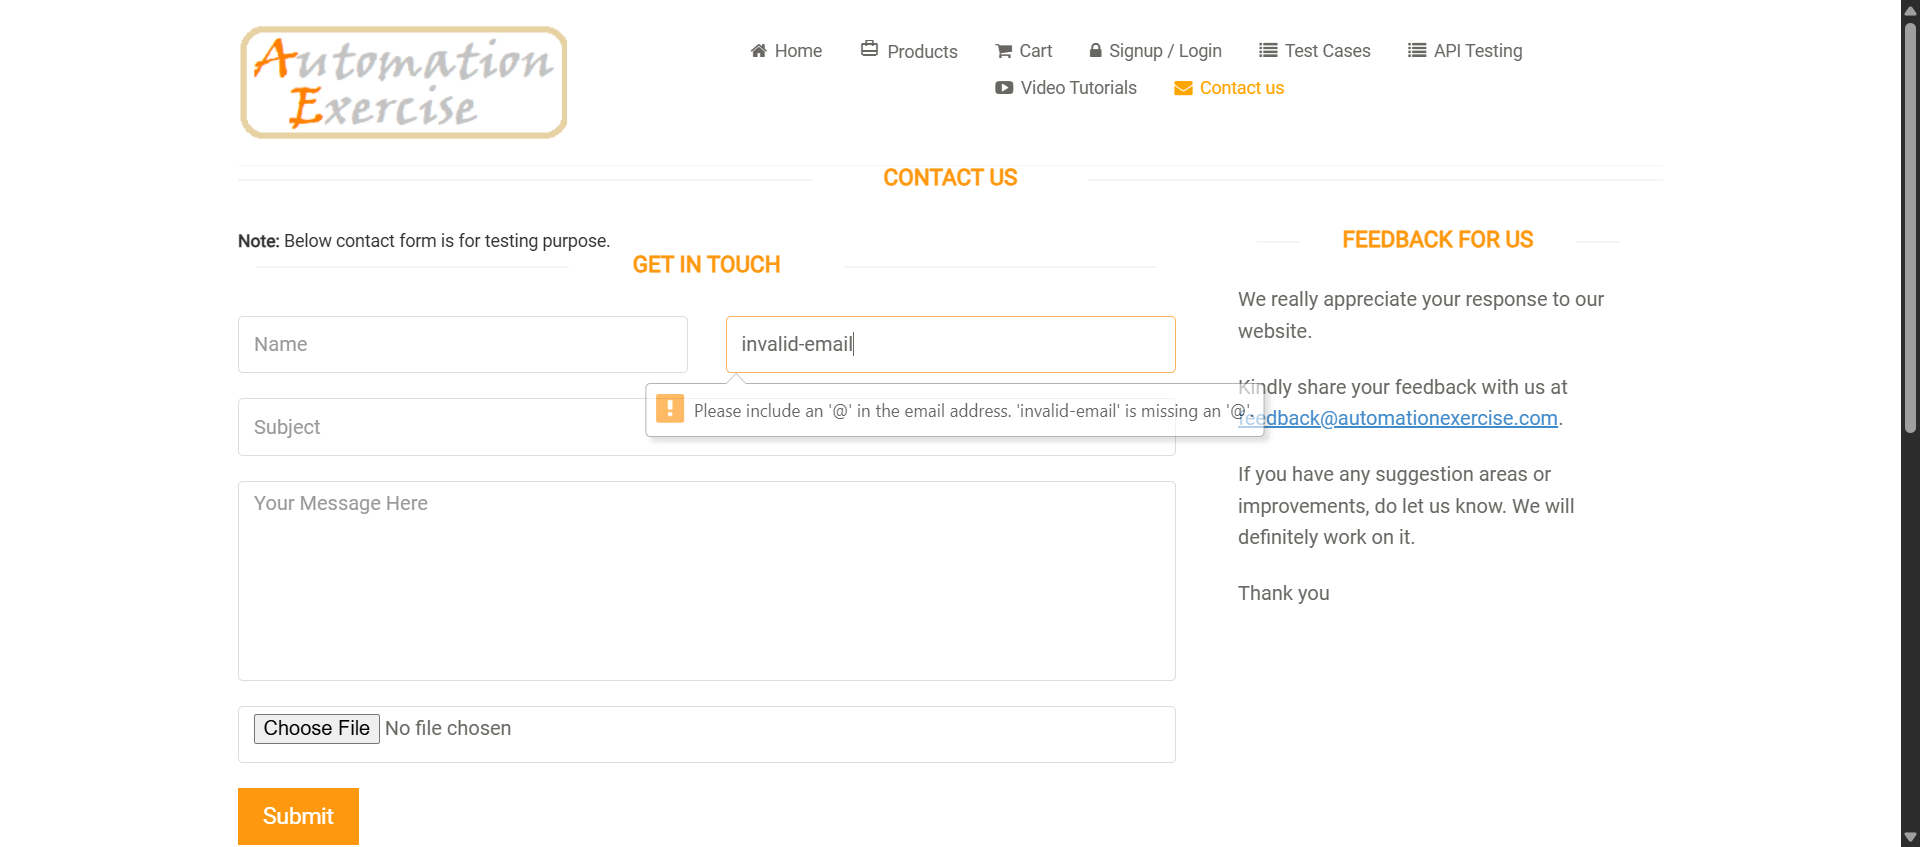 Automation
Exercise
Home
Products
Cart
Signup / Login
Test Cases
API Testing
Video Tutorials
Contact us
CONTACT US
Note: Below contact form is for testing purpose.
GET IN TOUCH
Name
invalid-email
Please include an '@' in the email address. 'invalid-email' is missing an '@'.
Subject
Your Message Here
Choose File No file chosen
Submit
FEEDBACK FOR US
We really appreciate your response to our
website.
Kindly share your feedback with us at
feedback@automationexercise.com.
If you have any suggestion areas or
improvements, do let us know. We will
definitely work on it.
Thank you